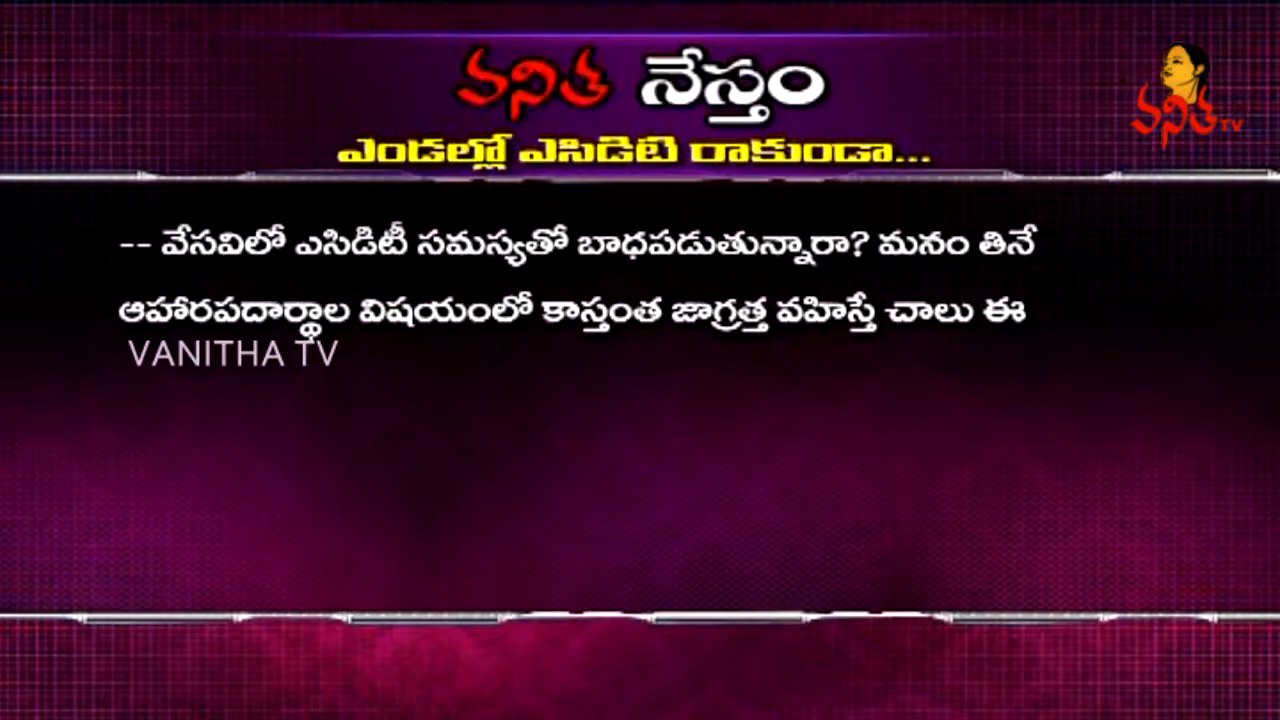 వనిత నేస్తం
వనిత TV
ఎండల్లో ఎసిడిటి రాకుండా...
-- వేసవిలో ఎసిడిటీ సమస్యతో బాధపడుతున్నారా? మనం తినే
ఆహారపదార్థాల విషయంలో కాస్తంత జాగ్రత్త వహిస్తే చాలు ఈ
VANITHA TV